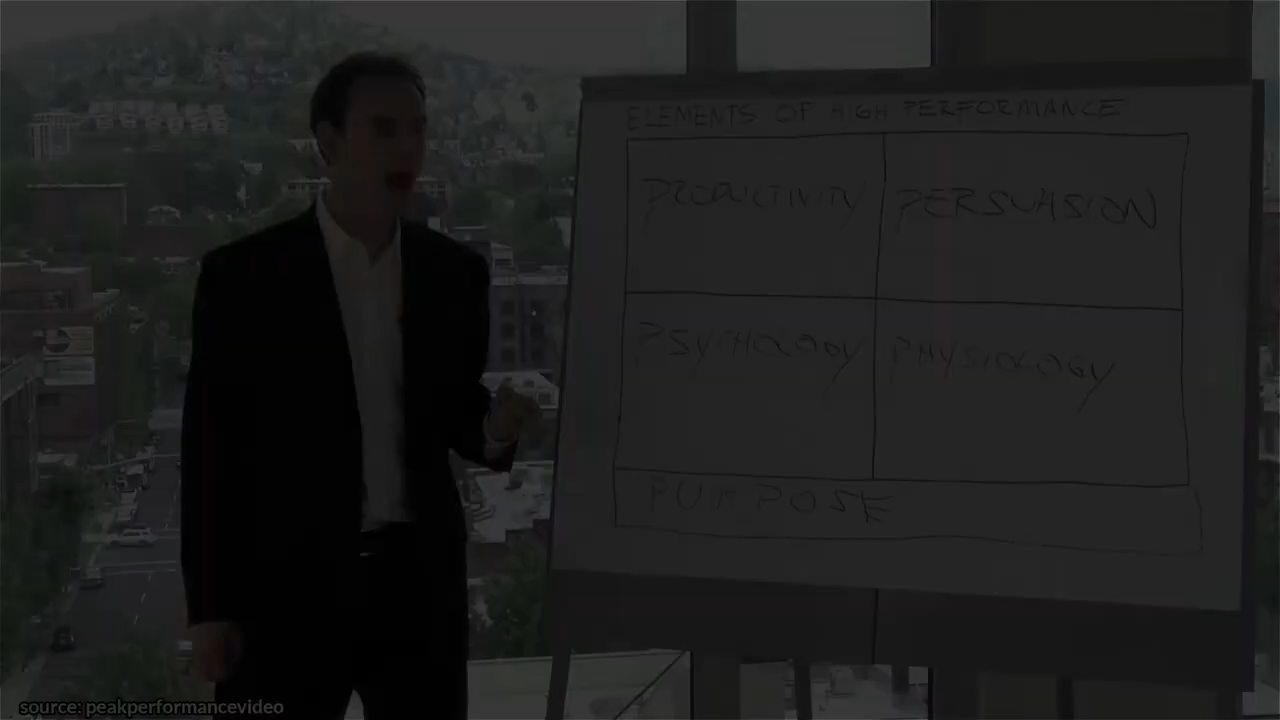 ELEMENTS OF HIGH PERFORMANCE
PRODUCTIVITY
PERSUASION
PSYCHOLOGY
PHYSIOLOGY
PURPOSE
source: peakperformancevideo